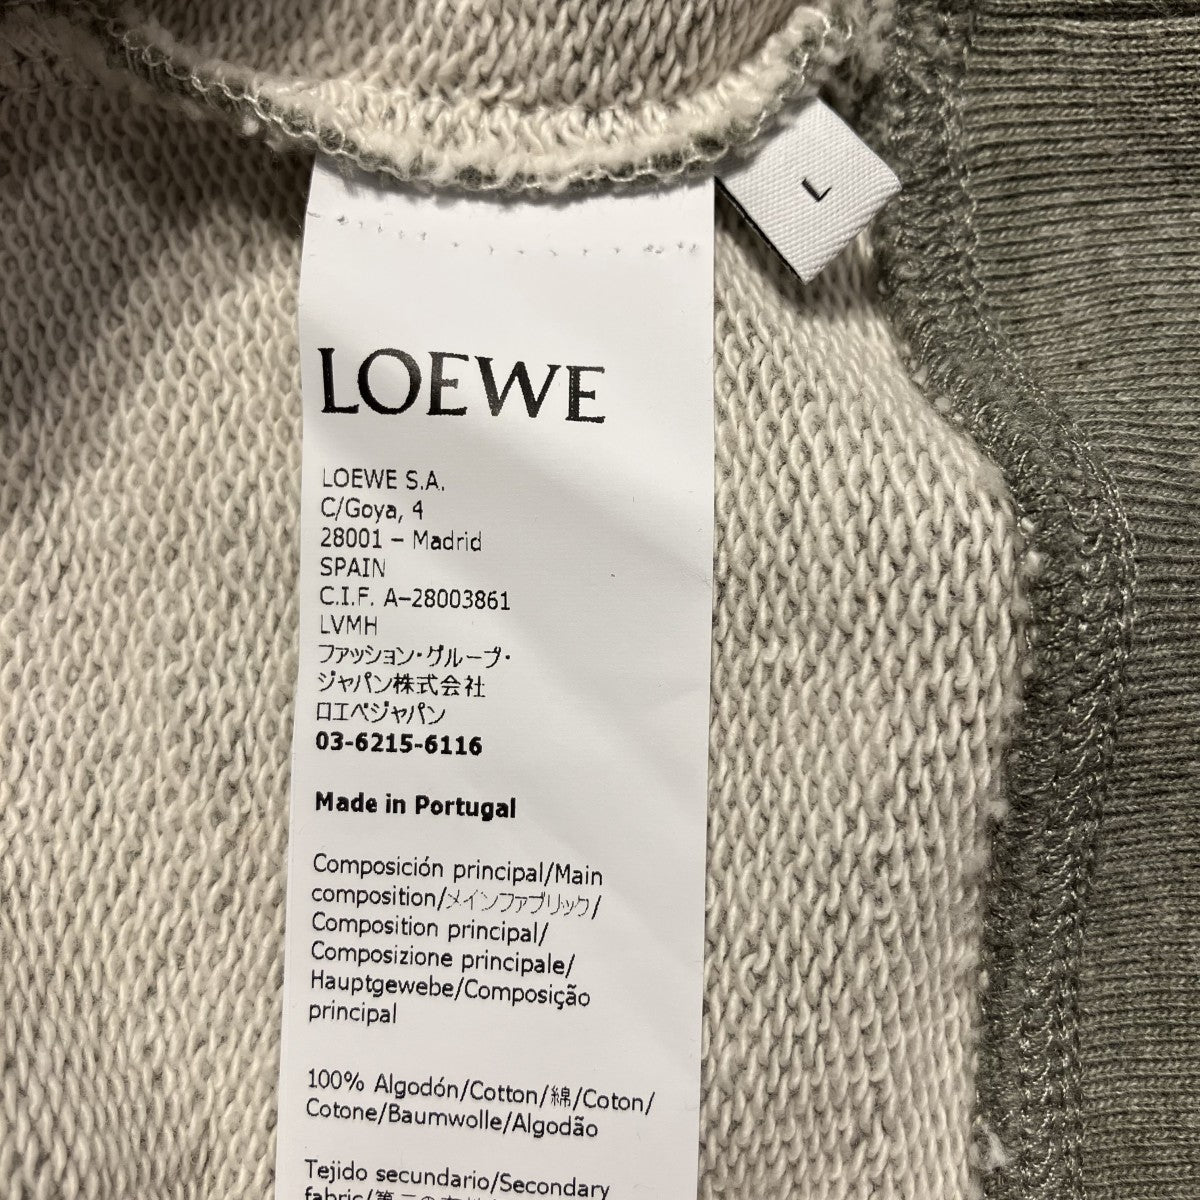 L
LOEWE
LOEWE S.A.
C/Goya, 4
28001 – Madrid
SPAIN
C.I.F. A–28003861
LVMH
ファッション・グループ・
ジャパン株式会社
ロエベジャパン
03-6215-6116
Made in Portugal
Composición principal/Main
composition/メインファブリック/
Composition principal/
Composizione principale/
Hauptgewebe/Composição
principal
100% Algodón/Cotton/綿/Coton/
Cotone/Baumwolle/Algodão
Tejido secundario/Secondary
fabric/